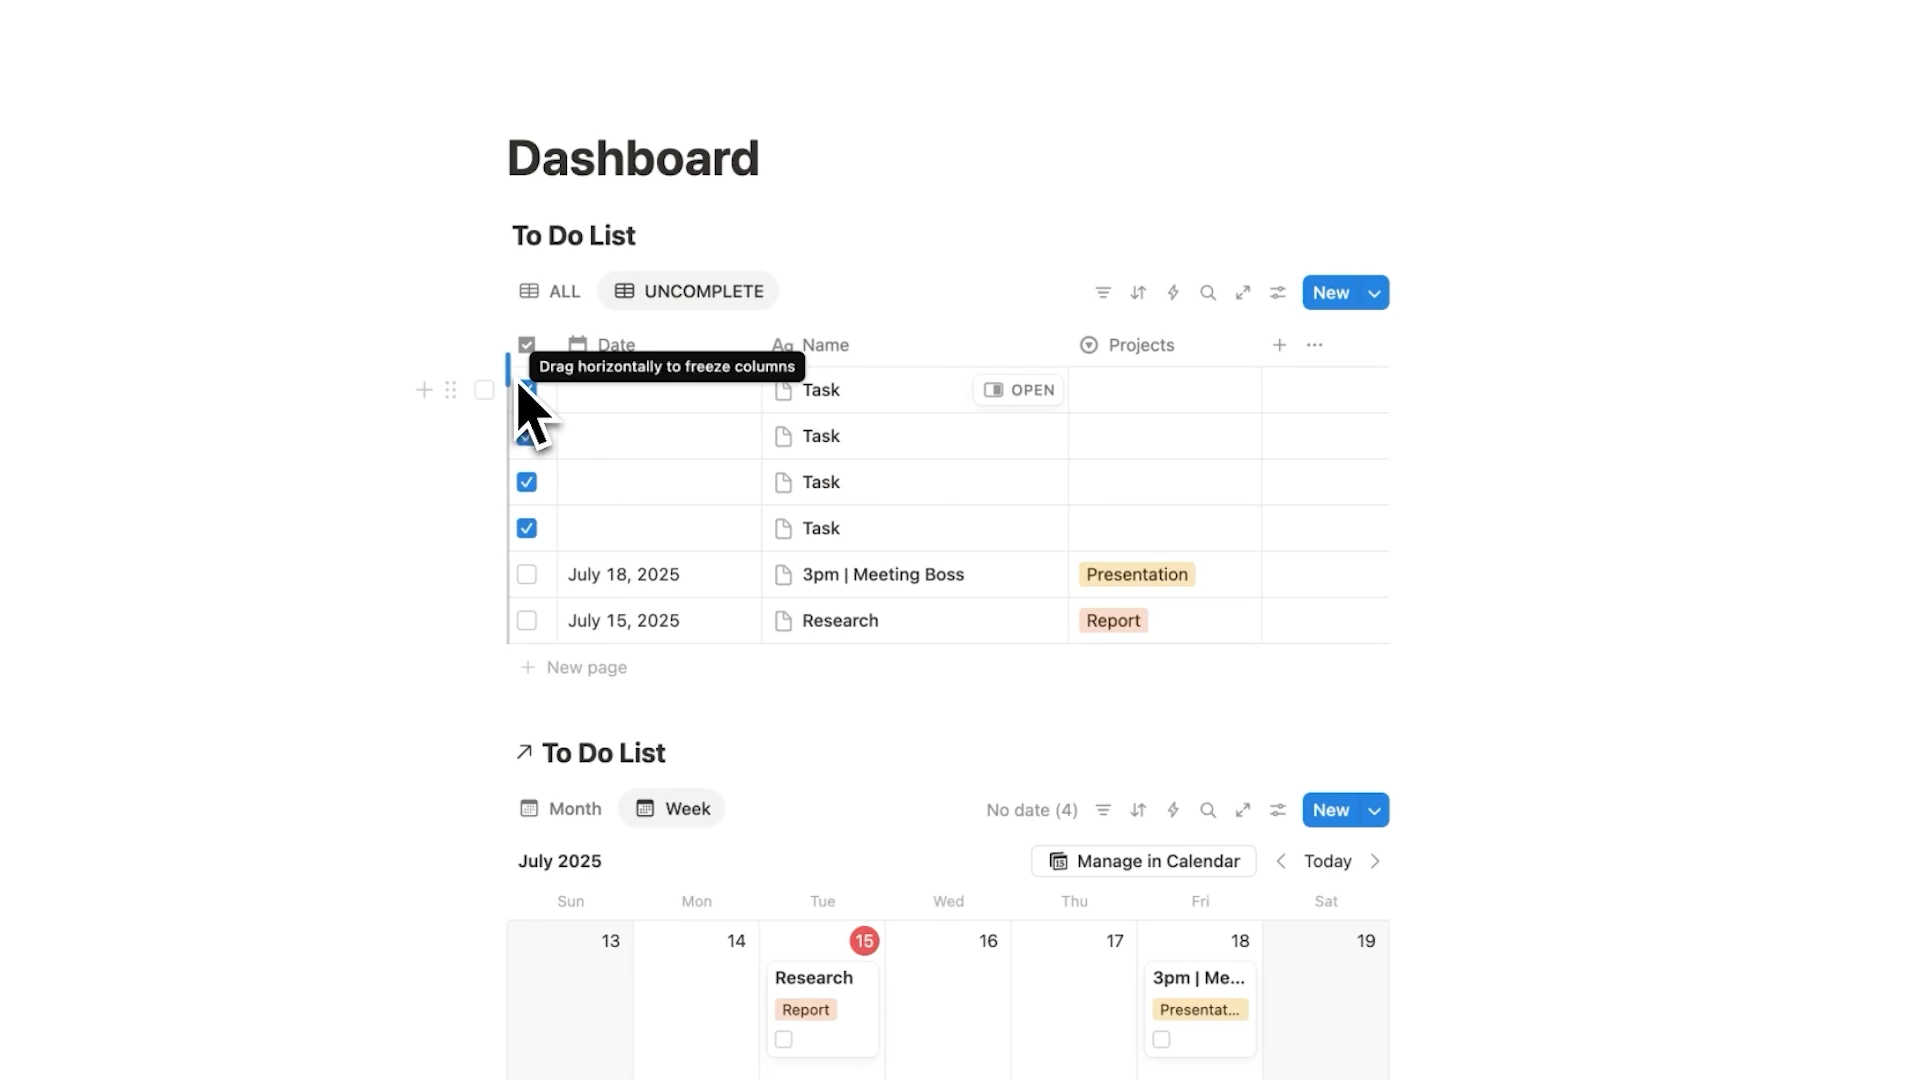 Dashboard
To Do List
ALL UNCOMPLETE New
Date Aa Name Projects
Drag horizontally to freeze columns
Task OPEN
Task
Task
Task
July 18, 2025 3pm | Meeting Boss Presentation
July 15, 2025 Research Report
New page
To Do List
Month Week No date (4) New
July 2025 Manage in Calendar Today
Sun Mon Tue Wed Thu Fri Sat
13 14 15 16 17 18 19
Research 3pm | Me...
Report Presentat...